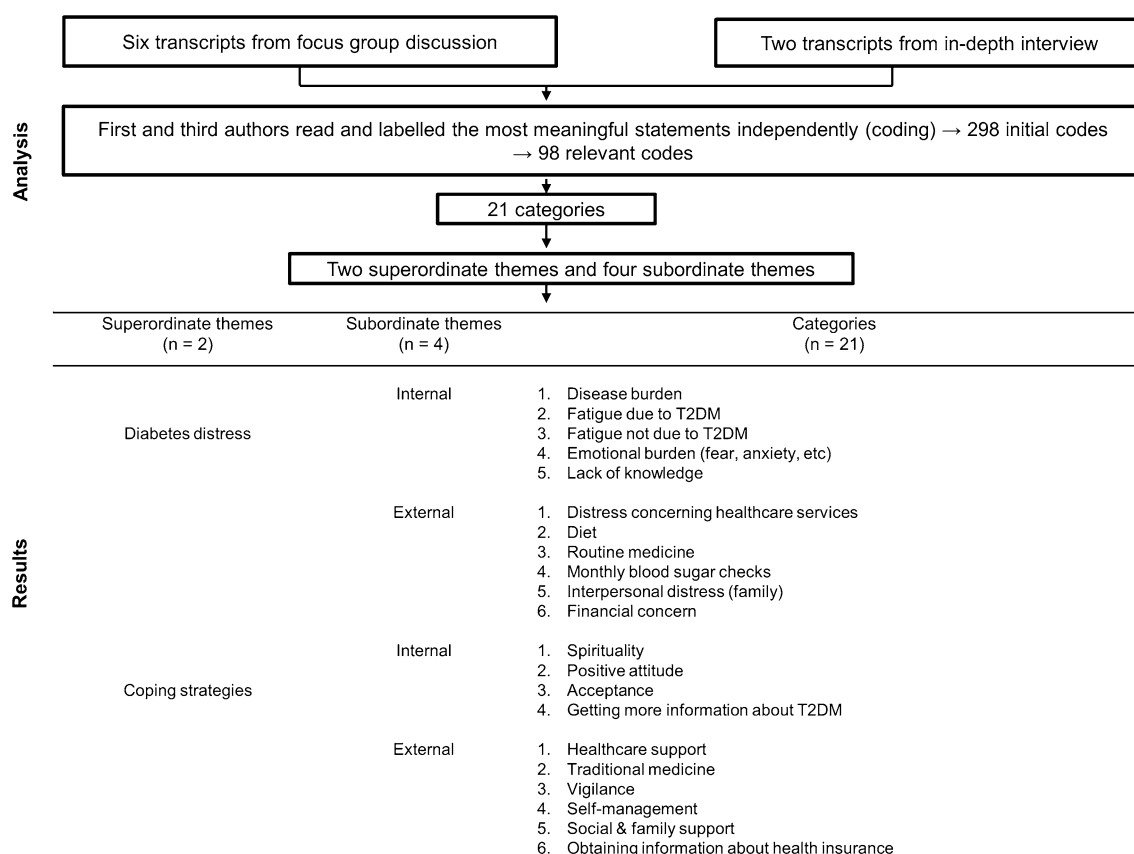 Six transcripts from focus group discussion
Two transcripts from in-depth interview
Analysis
First and third authors read and labelled the most meaningful statements independently (coding) → 298 initial codes
→ 98 relevant codes
21 categories
Two superordinate themes and four subordinate themes
Results
Superordinate themes
(n = 2)
Subordinate themes
(n = 4)
Categories
(n = 21)
Diabetes distress
Internal
1. Disease burden
2. Fatigue due to T2DM
3. Fatigue not due to T2DM
4. Emotional burden (fear, anxiety, etc)
5. Lack of knowledge
External
1. Distress concerning healthcare services
2. Diet
3. Routine medicine
4. Monthly blood sugar checks
5. Interpersonal distress (family)
6. Financial concern
Coping strategies
Internal
1. Spirituality
2. Positive attitude
3. Acceptance
4. Getting more information about T2DM
External
1. Healthcare support
2. Traditional medicine
3. Vigilance
4. Self-management
5. Social & family support
6. Obtaining information about health insurance